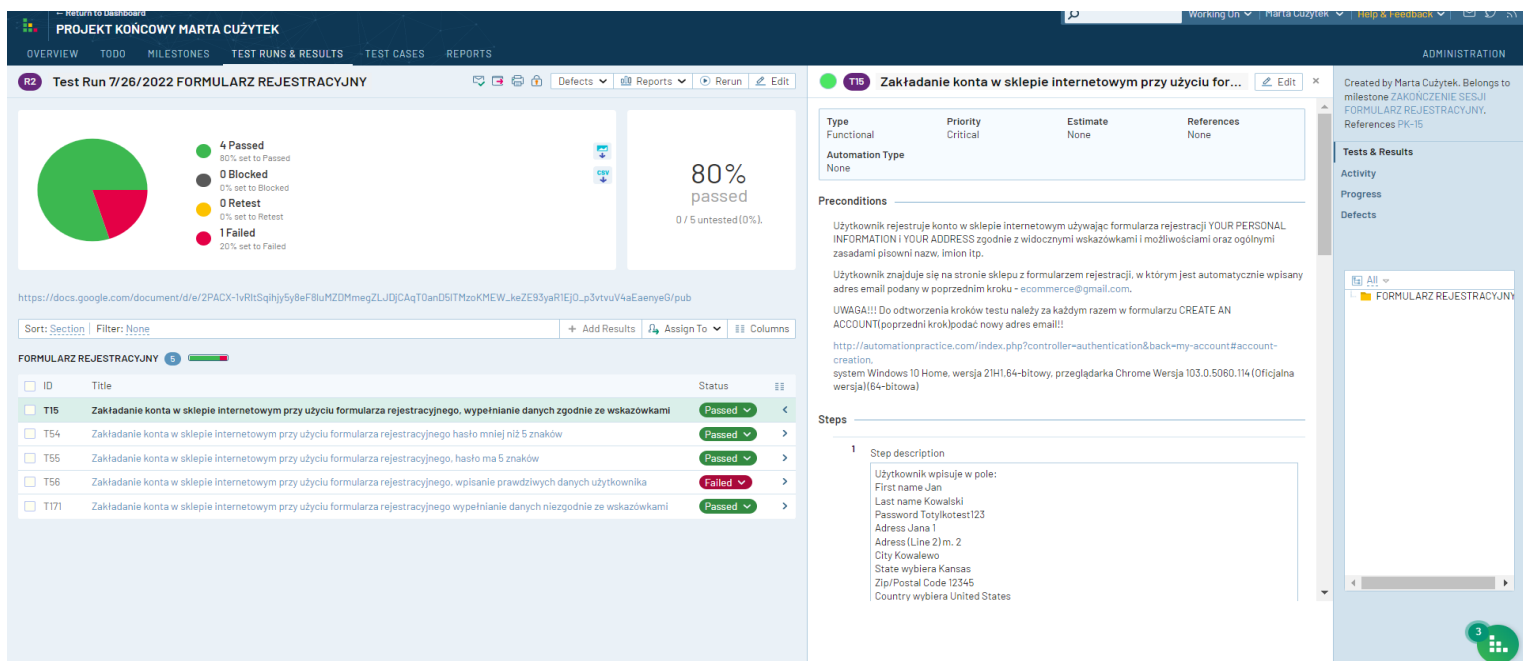 ← Return to Dashboard
PROJEKT KOŃCOWY MARTA CUŻYTEK
Working On
Marta Cużytek
Help & Feedback
OVERVIEW TODO MILESTONES TEST RUNS & RESULTS TEST CASES REPORTS
ADMINISTRATION
R2 Test Run 7/26/2022 FORMULARZ REJESTRACYJNY
Defects Reports Rerun Edit
4 Passed
80% set to Passed
0 Blocked
0% set to Blocked
0 Retest
0% set to Retest
1 Failed
20% set to Failed
CSV
80%
passed
0 / 5 untested (0%).
Sort: Section Filter: None
+ Add Results Assign To Columns
FORMULARZ REJESTRACYJNY 5
ID Title Status
T15 Zakładanie konta w sklepie internetowym przy użyciu formularza rejestracyjnego, wypełnianie danych zgodnie ze wskazówkami Passed
T54 Zakładanie konta w sklepie internetowym przy użyciu formularza rejestracyjnego hasło mniej niż 5 znaków Passed
T55 Zakładanie konta w sklepie internetowym przy użyciu formularza rejestracyjnego, hasło ma 5 znaków Passed
T56 Zakładanie konta w sklepie internetowym przy użyciu formularza rejestracyjnego, wpisanie prawdziwych danych użytkownika Failed
T171 Zakładanie konta w sklepie internetowym przy użyciu formularza rejestracyjnego wypełnianie danych niezgodnie ze wskazówkami Passed
T15 Zakładanie konta w sklepie internetowym przy użyciu for... Edit ×
Type Priority Estimate References
Functional Critical None None
Automation Type
None
Preconditions
Użytkownik rejestruje konto w sklepie internetowym używając formularza rejestracji YOUR PERSONAL
INFORMATION i YOUR ADDRESS zgodnie z widocznymi wskazówkami i możliwościami oraz ogólnymi
zasadami pisowni nazw, imion itp.
Użytkownik znajduje się na stronie sklepu z formularzem rejestracji, w którym jest automatycznie wpisany
adres email podany w poprzednim kroku - ecommerce@gmail.com.
UWAGA!!! Do odtworzenia kroków testu należy za każdym razem w formularzu CREATE AN
ACCOUNT(poprzedni krok)podać nowy adres email!!
http://automationpractice.com/index.php?controller=authentication&back=my-account#account-
creation,
system Windows 10 Home, wersja 21H1,64-bitowy, przeglądarka Chrome Wersja 103.0.5060.114 (Oficjalna
wersja) (64-bitowa)
Steps
1 Step description
Użytkownik wpisuje w pole:
First name Jan
Last name Kowalski
Password Totylkotest123
Adress Jana 1
Adress (Line 2) m. 2
City Kowalewo
State wybiera Kansas
Zip/Postal Code 12345
Country wybiera United States
Created by Marta Cużytek. Belongs to
milestone ZAKOŃCZENIE SESJI
FORMULARZ REJESTRACYJNY.
References PK-15
Tests & Results
Activity
Progress
Defects
All
FORMULARZ REJESTRACYJNY
3